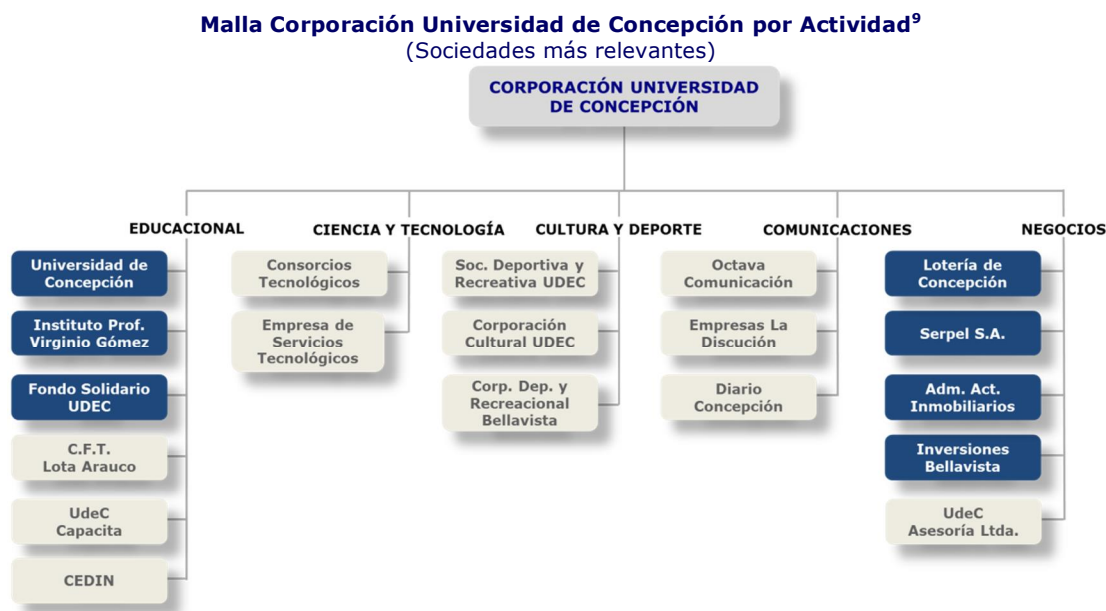 Malla Corporación Universidad de Concepción por Actividad⁹
(Sociedades más relevantes)
CORPORACIÓN UNIVERSIDAD
DE CONCEPCIÓN
EDUCACIONAL
Universidad de
Concepción
Instituto Prof.
Virginio Gómez
Fondo Solidario
UDEC
C.F.T.
Lota Arauco
UdeC
Capacita
CEDIN
CIENCIA Y TECNOLOGÍA
Consorcios
Tecnológicos
Empresa de
Servicios
Tecnológicos
CULTURA Y DEPORTE
Soc. Deportiva y
Recreativa UDEC
Corporación
Cultural UDEC
Corp. Dep. y
Recreacional
Bellavista
COMUNICACIONES
Octava
Comunicación
Empresas La
Discución
Diario
Concepción
NEGOCIOS
Lotería de
Concepción
Serpel S.A.
Adm. Act.
Inmobiliarios
Inversiones
Bellavista
UdeC
Asesoría Ltda.